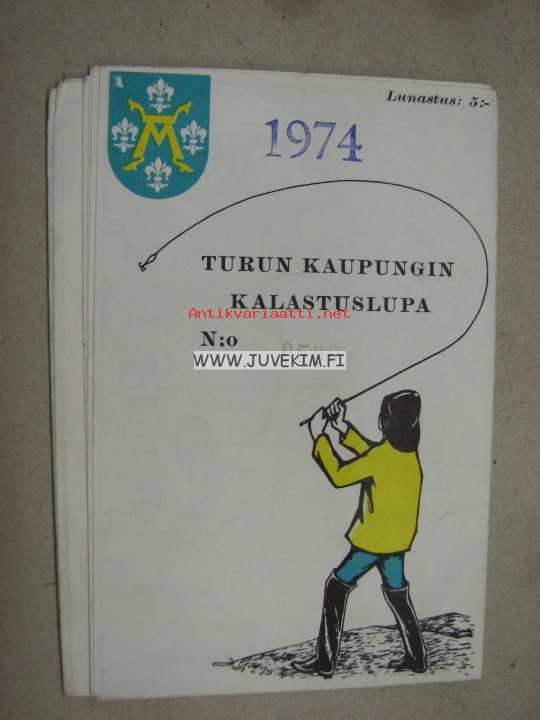 Lunastus: 5:-
1974
TURUN KAUPUNGIN
KALASTUSLUPA
Antikvariaatti.net
N:o
WWW.JUVEKIM.FI